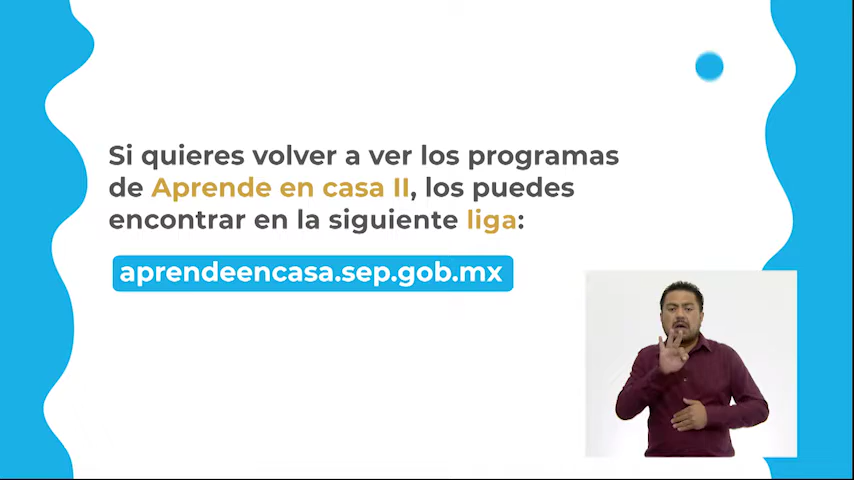 Si quieres volver a ver los programas
de Aprende en casa II, los puedes
encontrar en la siguiente liga:
aprendeencasa.sep.gob.mx